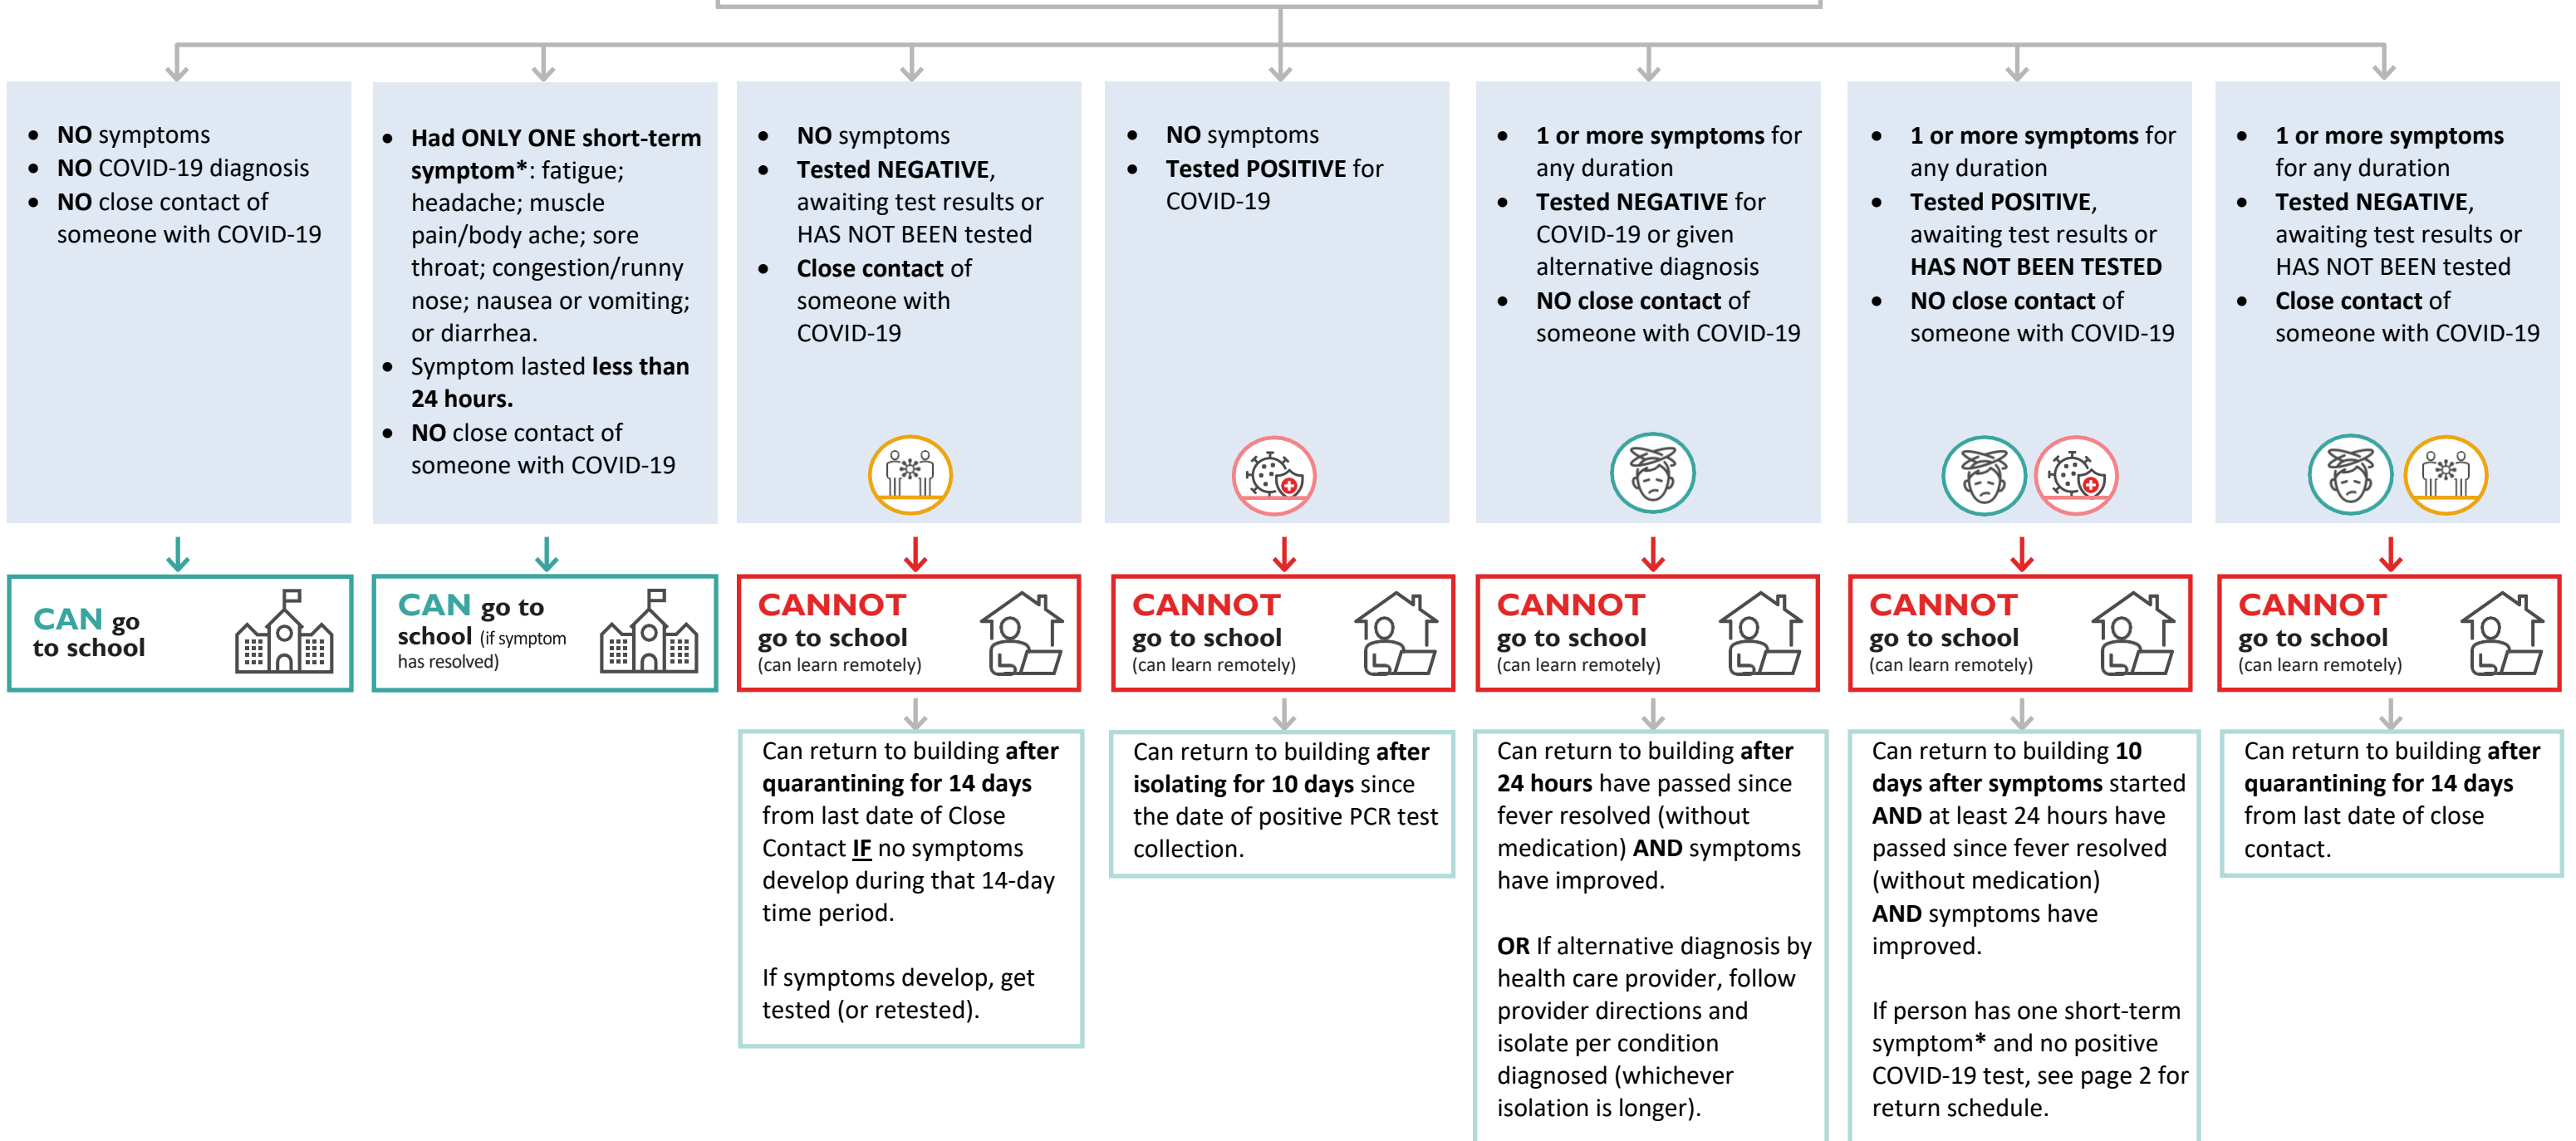 • NO symptoms
• NO COVID-19 diagnosis
• NO close contact of
someone with COVID-19
CAN go
to school
• Had ONLY ONE short-term
symptom*: fatigue;
headache; muscle
pain/body ache; sore
throat; congestion/runny
nose; nausea or vomiting;
or diarrhea.
• Symptom lasted less than
24 hours.
• NO close contact of
someone with COVID-19
CAN go to
school (if symptom
has resolved)
• NO symptoms
• Tested NEGATIVE,
awaiting test results or
HAS NOT BEEN tested
• Close contact of
someone with
COVID-19
CANNOT
go to school
(can learn remotely)
Can return to building after
quarantining for 14 days
from last date of Close
Contact IF no symptoms
develop during that 14-day
time period.
If symptoms develop, get
tested (or retested).
• NO symptoms
• Tested POSITIVE for
COVID-19
CANNOT
go to school
(can learn remotely)
Can return to building after
isolating for 10 days since
the date of positive PCR test
collection.
• 1 or more symptoms for
any duration
• Tested NEGATIVE for
COVID-19 or given
alternative diagnosis
• NO close contact of
someone with COVID-19
CANNOT
go to school
(can learn remotely)
Can return to building after
24 hours have passed since
fever resolved (without
medication) AND symptoms
have improved.
OR If alternative diagnosis by
health care provider, follow
provider directions and
isolate per condition
diagnosed (whichever
isolation is longer).
• 1 or more symptoms for
any duration
• Tested POSITIVE,
awaiting test results or
HAS NOT BEEN TESTED
• NO close contact of
someone with COVID-19
CANNOT
go to school
(can learn remotely)
Can return to building 10
days after symptoms started
AND at least 24 hours have
passed since fever resolved
(without medication)
AND symptoms have
improved.
If person has one short-term
symptom* and no positive
COVID-19 test, see page 2 for
return schedule.
• 1 or more symptoms
for any duration
• Tested NEGATIVE,
awaiting test results or
HAS NOT BEEN tested
• Close contact of
someone with COVID-19
CANNOT
go to school
(can learn remotely)
Can return to building after
quarantining for 14 days
from last date of close
contact.